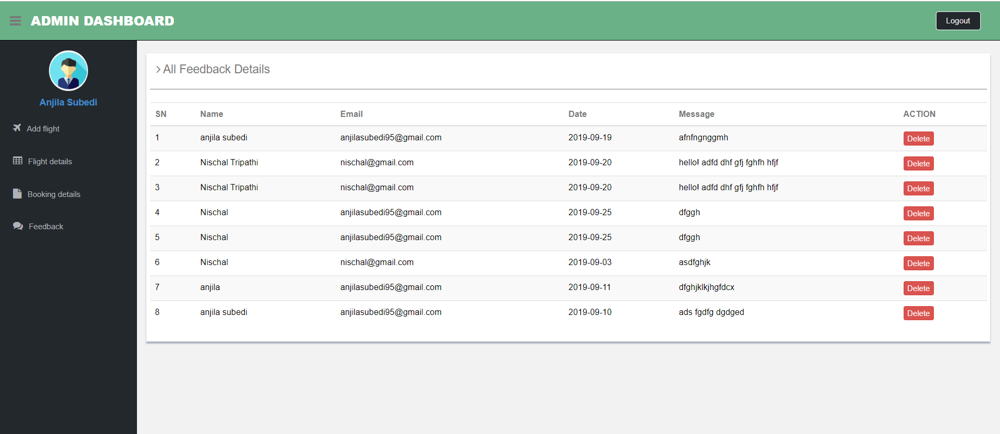 ADMIN DASHBOARD Logout
Anjila Subedi
Add flight
Flight details
Booking details
Feedback
All Feedback Details
SN Name Email Date Message ACTION
1 anjila subedi anjilasubedi95@gmail.com 2019-09-19 afnfngnggmh Delete
2 Nischal Tripathi nischal@gmail.com 2019-09-20 hello! adfd dhf gfj fghfh hfjf Delete
3 Nischal Tripathi nischal@gmail.com 2019-09-20 hello! adfd dhf gfj fghfh hfjf Delete
4 Nischal anjilasubedi95@gmail.com 2019-09-25 dfggh Delete
5 Nischal anjilasubedi95@gmail.com 2019-09-25 dfggh Delete
6 Nischal nischal@gmail.com 2019-09-03 asdfghjk Delete
7 anjila anjilasubedi95@gmail.com 2019-09-11 dfghjklkjhgfdcx Delete
8 anjila subedi anjilasubedi95@gmail.com 2019-09-10 ads fgdfg dgdged Delete